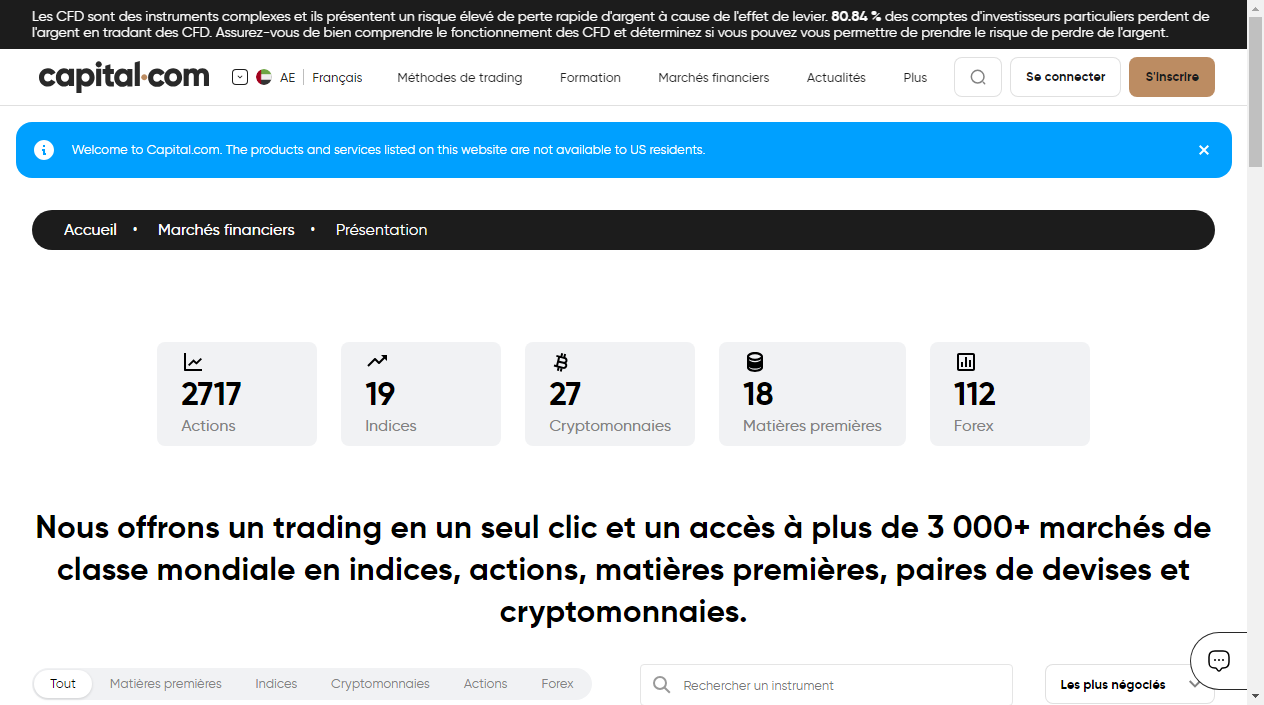 Les CFD sont des instruments complexes et ils présentent un risque élevé de perte rapide d'argent à cause de l'effet de levier. 80.84 % des comptes d'investisseurs particuliers perdent de
l'argent en tradant des CFD. Assurez-vous de bien comprendre le fonctionnement des CFD et déterminez si vous pouvez vous permettre de prendre le risque de perdre de l'argent.
capital.com AE Français Méthodes de trading Formation Marchés financiers Actualités Plus Se connecter S'inscrire
Welcome to Capital.com. The products and services listed on this website are not available to US residents.
Accueil • Marchés financiers • Présentation
2717 19 27 18 112
Actions Indices Cryptomonnaies Matières premières Forex
Nous offrons un trading en un seul clic et un accès à plus de 3 000+ marchés de
classe mondiale en indices, actions, matières premières, paires de devises et
cryptomonnaies.
Tout Matières premières Indices Cryptomonnaies Actions Forex Rechercher un instrument Les plus négociés